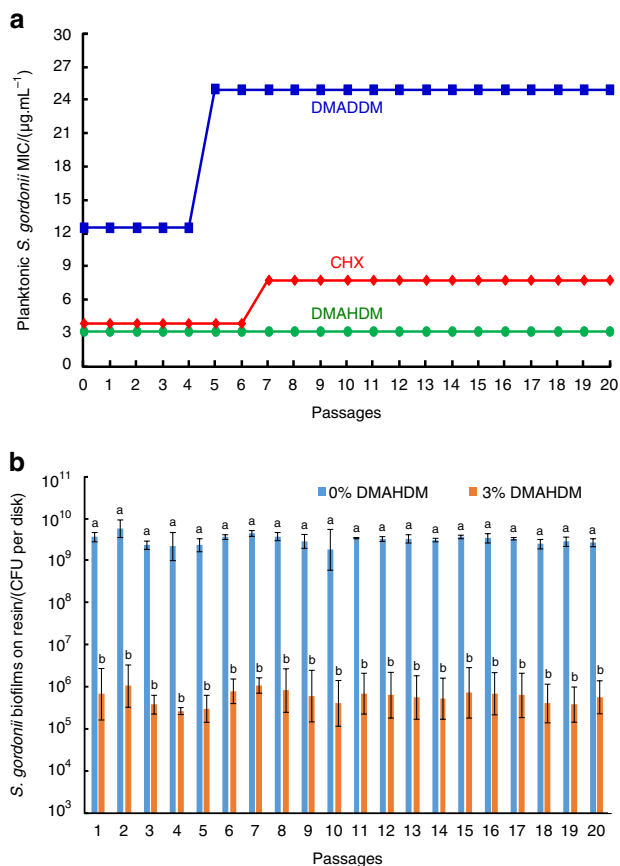 a
Planktonic S. gordonii MIC/(µg.mL⁻¹)
30
27
24
21
18
15
12
9
6
3
0
DMADDM
CHX
DMAHDM
0 1 2 3 4 5 6 7 8 9 10 11 12 13 14 15 16 17 18 19 20
Passages
b
S. gordonii biofilms on resin/(CFU per disk)
10¹¹
10¹⁰
10⁹
10⁸
10⁷
10⁶
10⁵
10⁴
10³
0% DMAHDM 3% DMAHDM
a a a a a a a a a a a a a a a a a a a a
b b b b b b b b b b b b b b b b b b b b
1 2 3 4 5 6 7 8 9 10 11 12 13 14 15 16 17 18 19 20
Passages